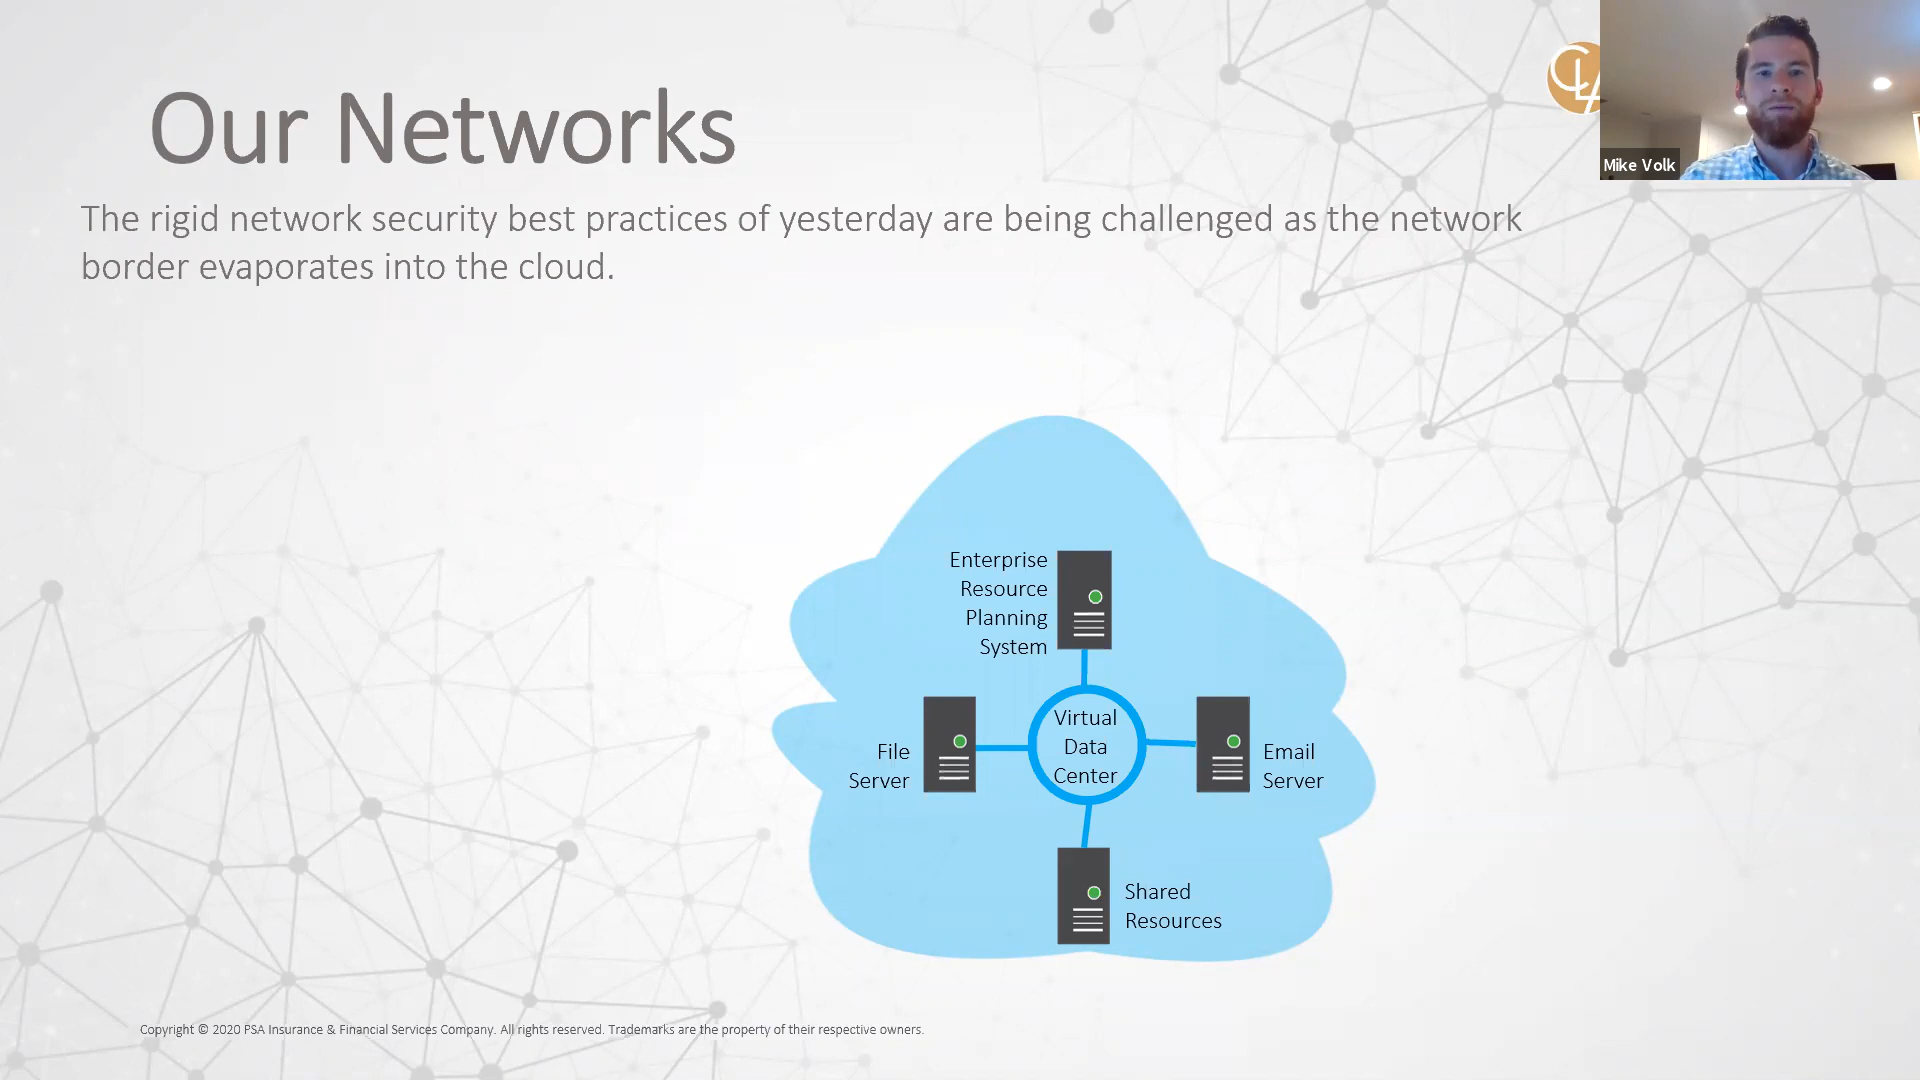 Our Networks
CLA
Mike Volk
The rigid network security best practices of yesterday are being challenged as the network
border evaporates into the cloud.
Enterprise
Resource
Planning
System
Virtual
Data
Center
File
Server
Email
Server
Shared
Resources
Copyright © 2020 PSA Insurance & Financial Services Company. All rights reserved. Trademarks are the property of their respective owners.